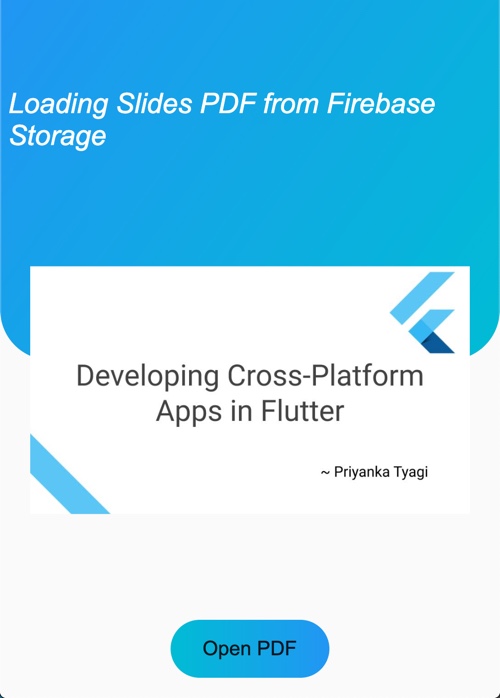 Loading Slides PDF from Firebase
Storage
Developing Cross-Platform
Apps in Flutter
~ Priyanka Tyagi
Open PDF